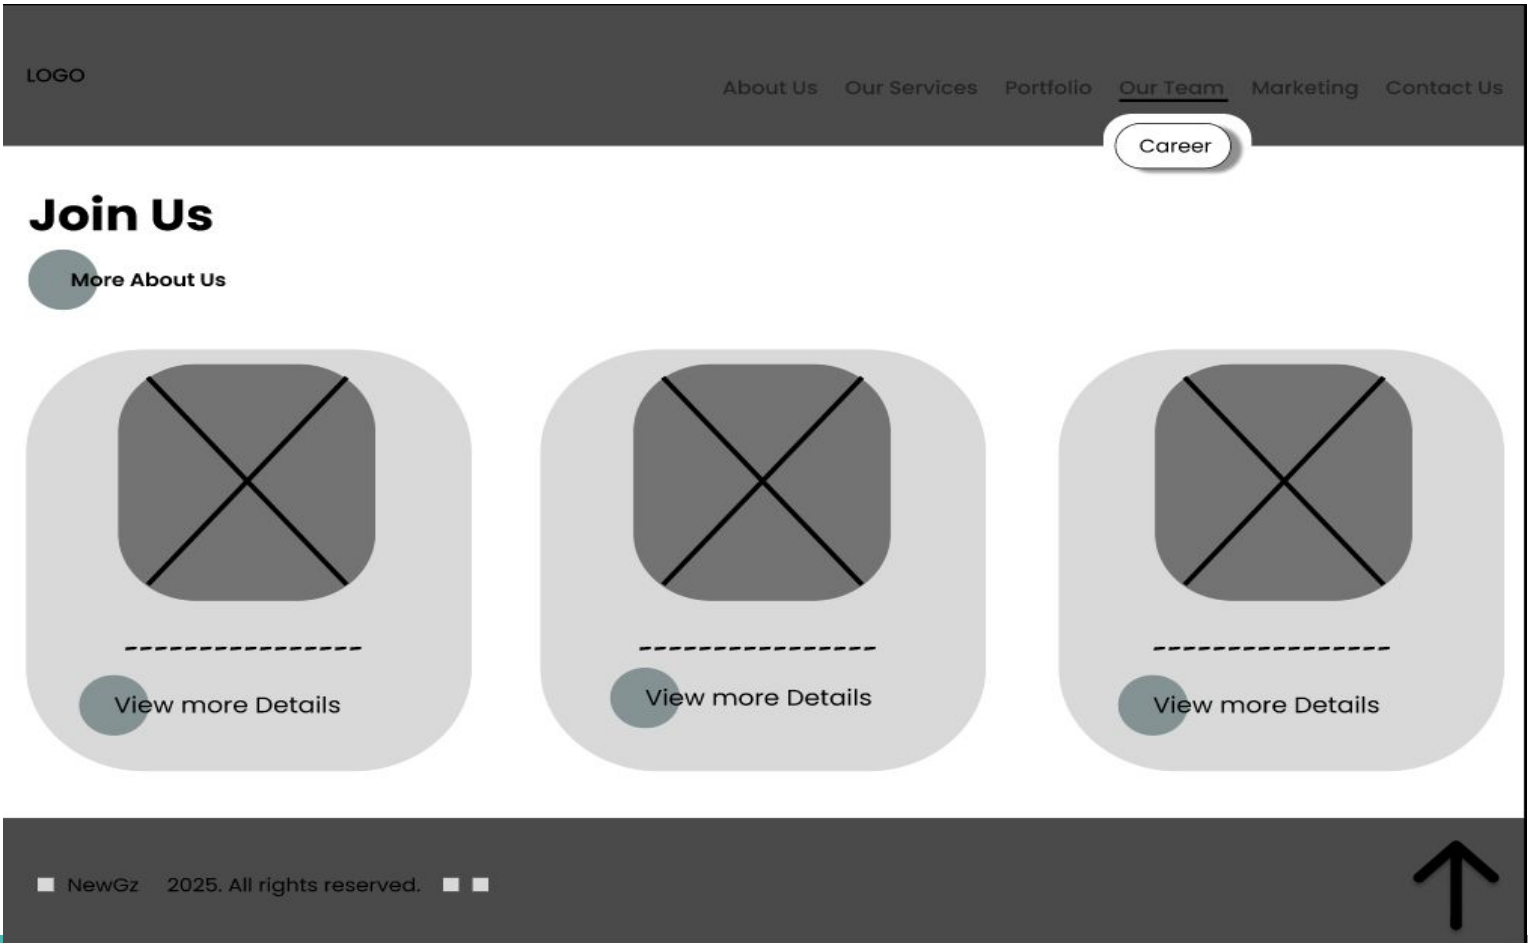 LOGO
About Us Our Services Portfolio Our Team Marketing Contact Us
Career
Join Us
More About Us
View more Details
View more Details
View more Details
NewGz 2025. All rights reserved.